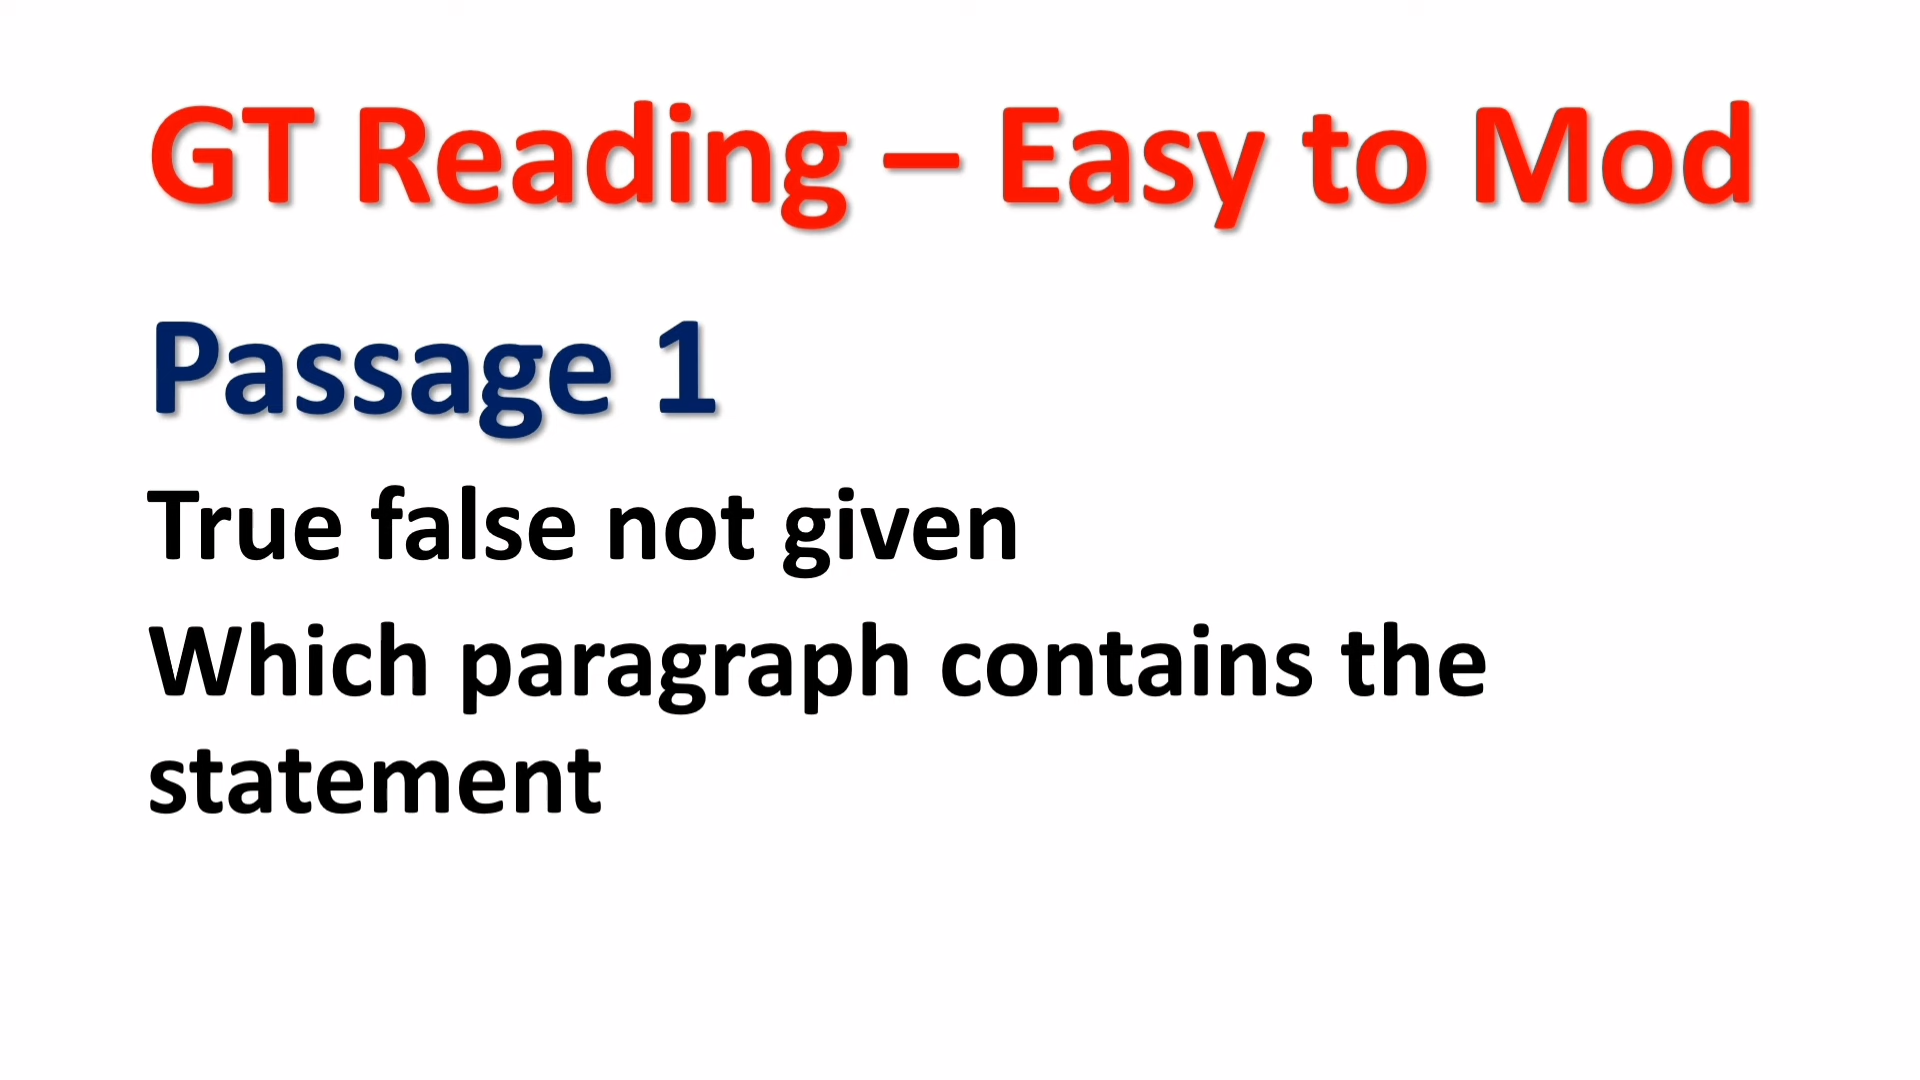 GT Reading – Easy to Mod
Passage 1
True false not given
Which paragraph contains the
statement